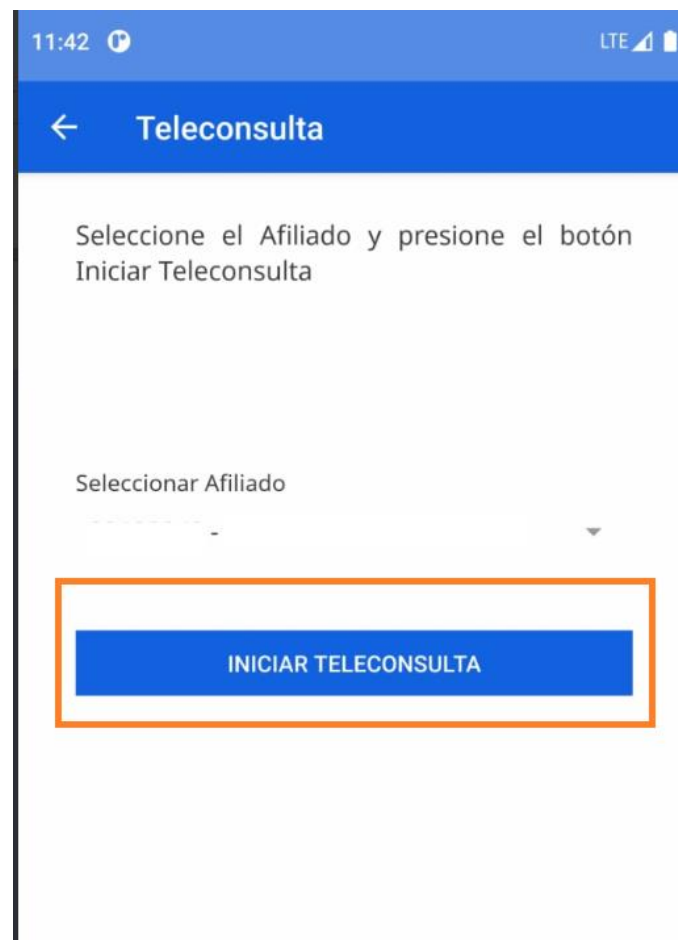 11:42 LTE
Teleconsulta
Seleccione el Afiliado y presione el botón
Iniciar Teleconsulta
Seleccionar Afiliado
-
INICIAR TELECONSULTA